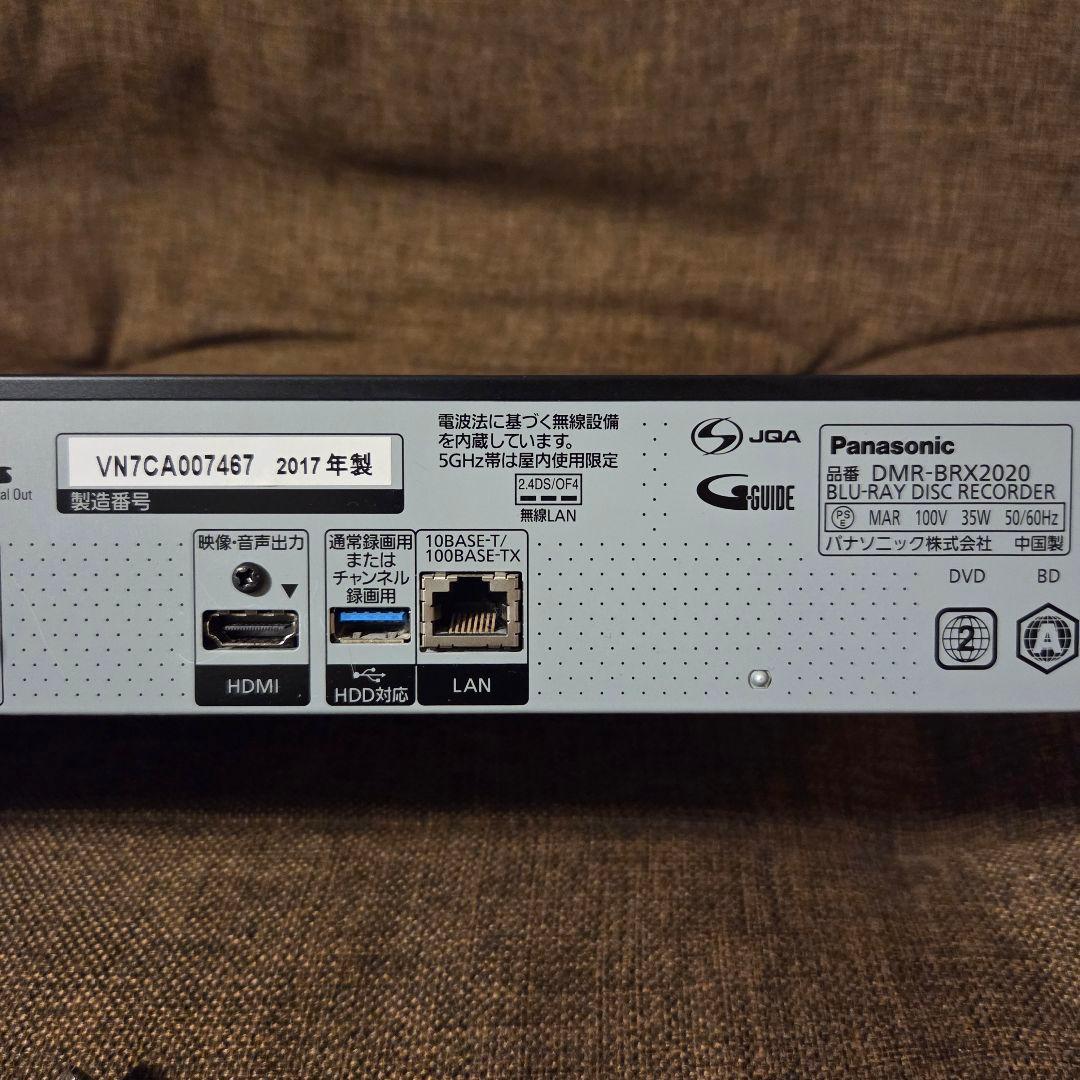 al Out
VN7CA007467 2017年製
製造番号
電波法に基づく無線設備
を内蔵しています。
5GHz帯は屋内使用限定
2.4DS/OF4
無線LAN
JQA
G-GUIDE
Panasonic
品番 DMR-BRX2020
BLU-RAY DISC RECORDER
PS E MAR 100V 35W 50/60Hz
パナソニック株式会社 中国製
映像・音声出力
HDMI
通常録画用
または
チャンネル
録画用
HDD対応
10BASE-T/
100BASE-TX
LAN
DVD
2
BD
A